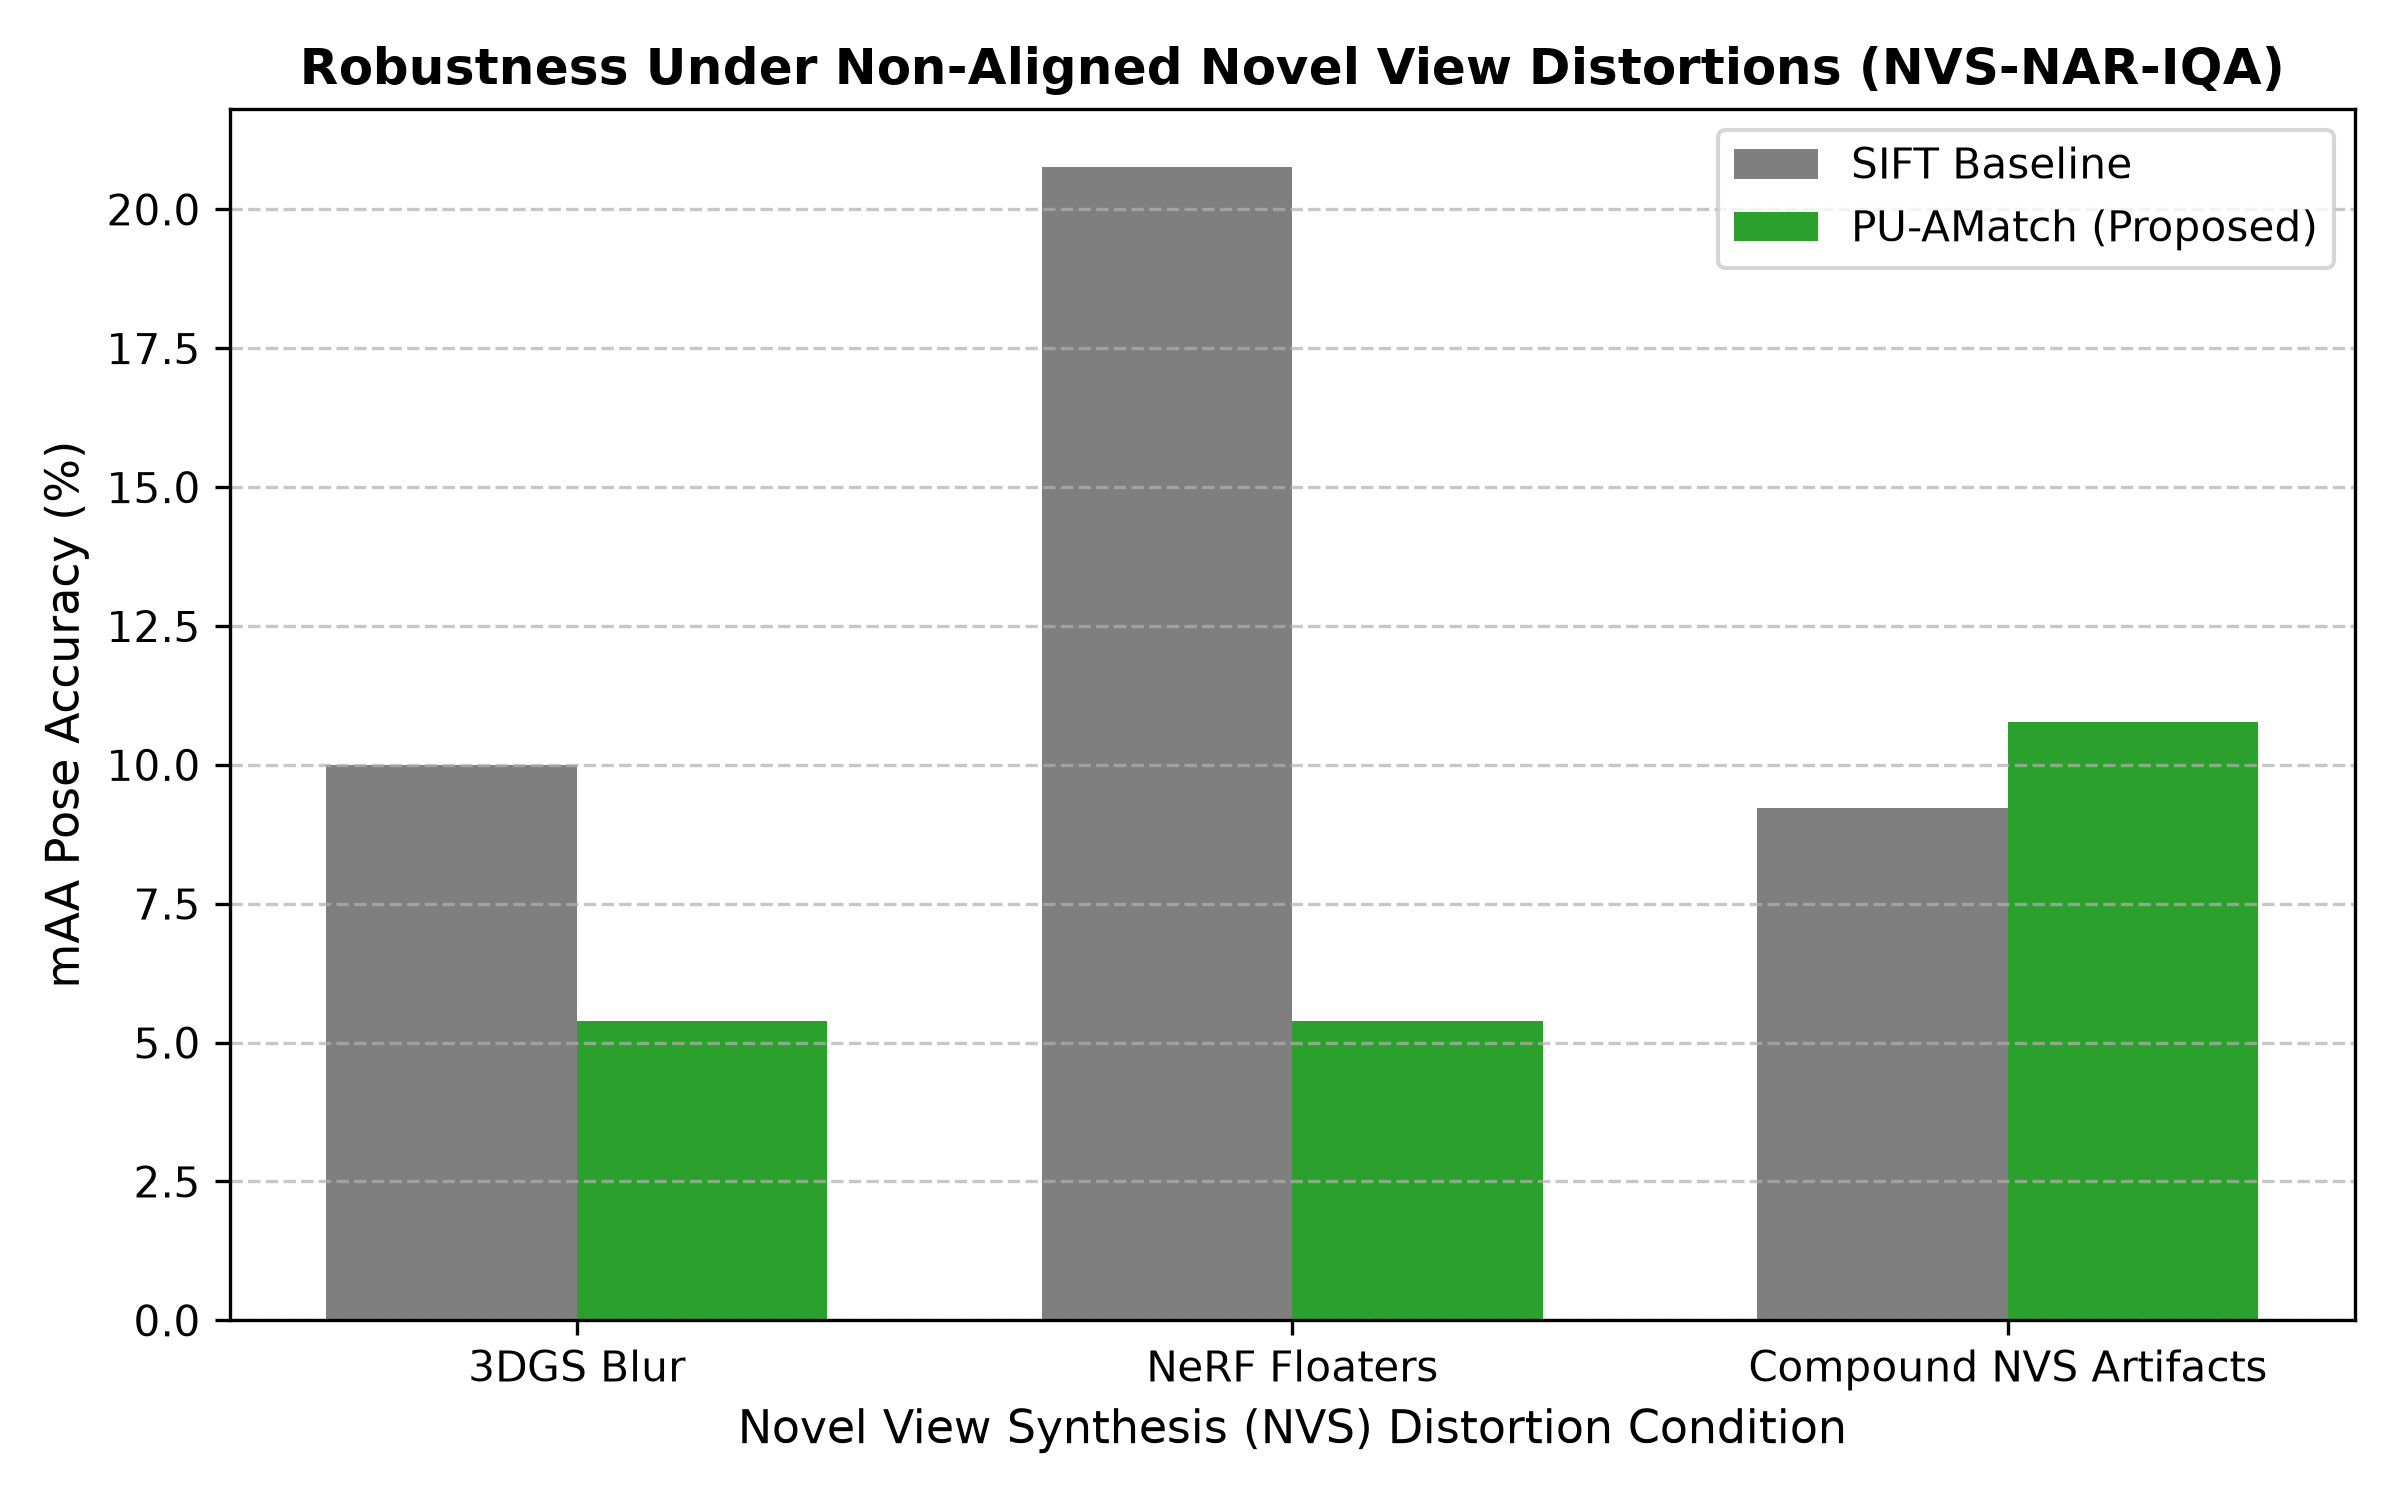 Robustness Under Non-Aligned Novel View Distortions (NVS-NAR-IQA)
SIFT Baseline
PU-AMatch (Proposed)
mAA Pose Accuracy (%)
20.0
17.5
15.0
12.5
10.0
7.5
5.0
2.5
0.0
3DGS Blur
NeRF Floaters
Compound NVS Artifacts
Novel View Synthesis (NVS) Distortion Condition